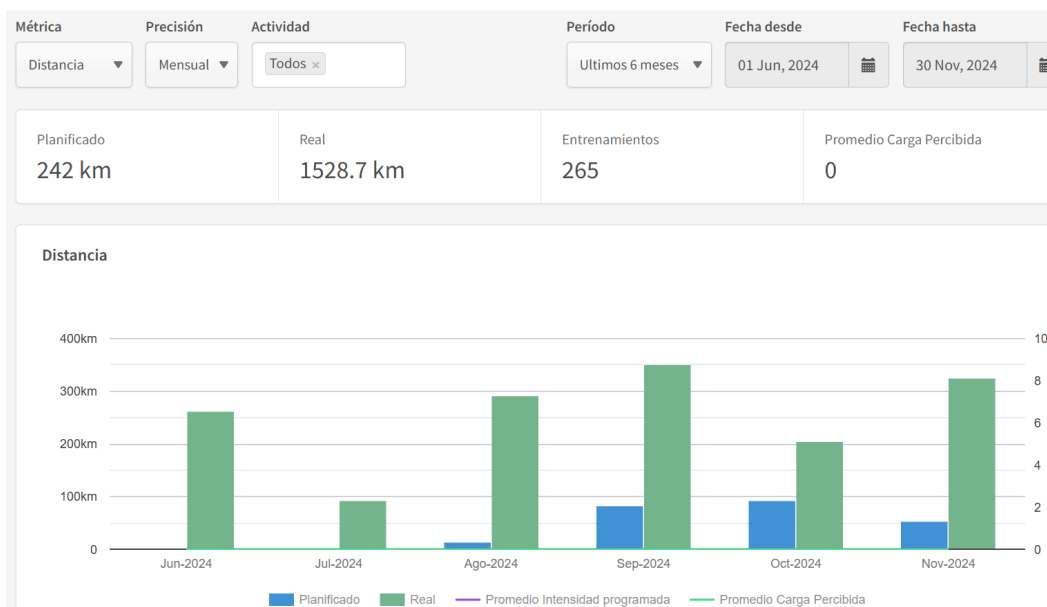 Métrica Precisión Actividad Período Fecha desde Fecha hasta
Distancia Mensual Todos × Ultimos 6 meses 01 Jun, 2024 30 Nov, 2024
Planificado Real Entrenamientos Promedio Carga Percibida
242 km 1528.7 km 265 0
Distancia
400km 10
300km 8
200km 6
100km 4
0 2
0
Jun-2024 Jul-2024 Ago-2024 Sep-2024 Oct-2024 Nov-2024
Planificado Real Promedio Intensidad programada Promedio Carga Percibida